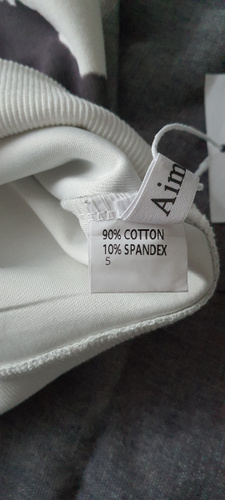 Aim
90% COTTON
10% SPANDEX
S